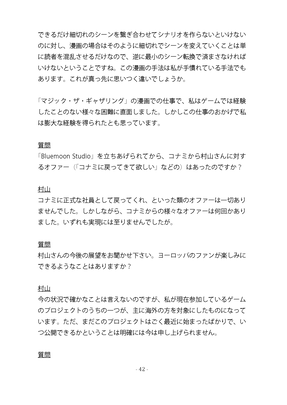 できるだけ細切れのシーンを繋ぎ合わせてシナリオを作らないといけない
のに対し、漫画の場合はそのように細切れでシーンを変えていくことは単
に読者を混乱させるだけなので、逆に最小のシーン転換で済まさなければ
いけないということですね。この漫画の手法は私が手慣れている手法でも
あります。これが真っ先に思いつく違いでしょうか。
「マジック・ザ・ギャザリング」の漫画での仕事で、私はゲームでは経験
したことのない様々な困難に直面しました。しかしこの仕事のおかげで私
は膨大な経験を得られたとも思っています。
質問
「Bluemoon Studio」を立ちあげられてから、コナミから村山さんに対す
るオファー（『コナミに戻ってきて欲しい』などの）はあったのですか？
村山
コナミに正式な社員として戻ってくれ、といった類のオファーは一切あり
ませんでした。しかしながら、コナミからの様々なオファーは何回かあり
ました。いずれも実現には至りませんでしたが。
質問
村山さんの今後の展望をお聞かせ下さい。ヨーロッパのファンが楽しみに
できるようなことはありますか？
村山
今の状況で確かなことは言えないのですが、私が現在参加しているゲーム
のプロジェクトのうちの一つが、主に海外の方を対象にしたものになって
います。ただ、まだこのプロジェクトはごく最近に始まったばかりで、い
つ公開できるかということは明確には今は申し上げられません。
質問
- 42 -